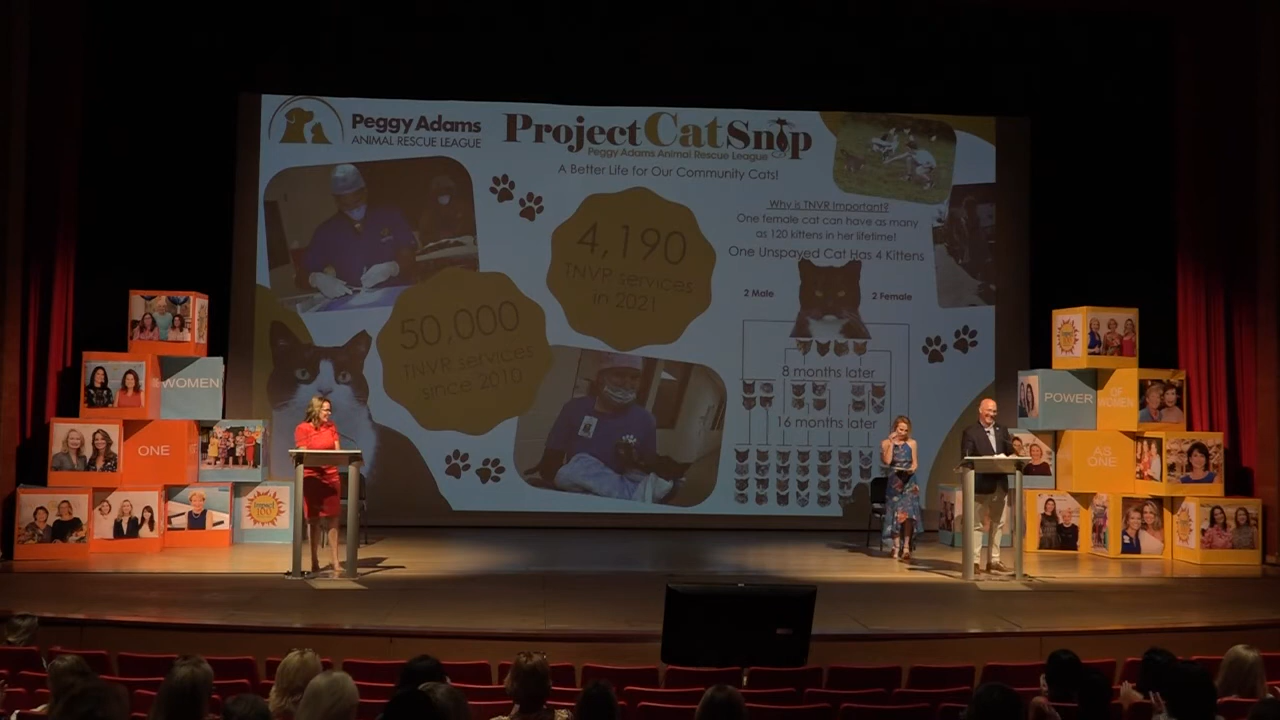 Peggy Adams
ANIMAL RESCUE LEAGUE
ProjectCatSnip
Peggy Adams Animal Rescue League
A Better Life for Our Community Cats!
4,190
TNVR services
in 2021
50,000
TNVR services
since 2010
Why is TNVR Important?
One female cat can have as many
as 120 kittens in her lifetime!
One Unspayed Cat Has 4 Kittens
2 Male
2 Female
8 months later
16 months later
WOMEN
ONE
POWER
OF
WOMEN
AS
ONE